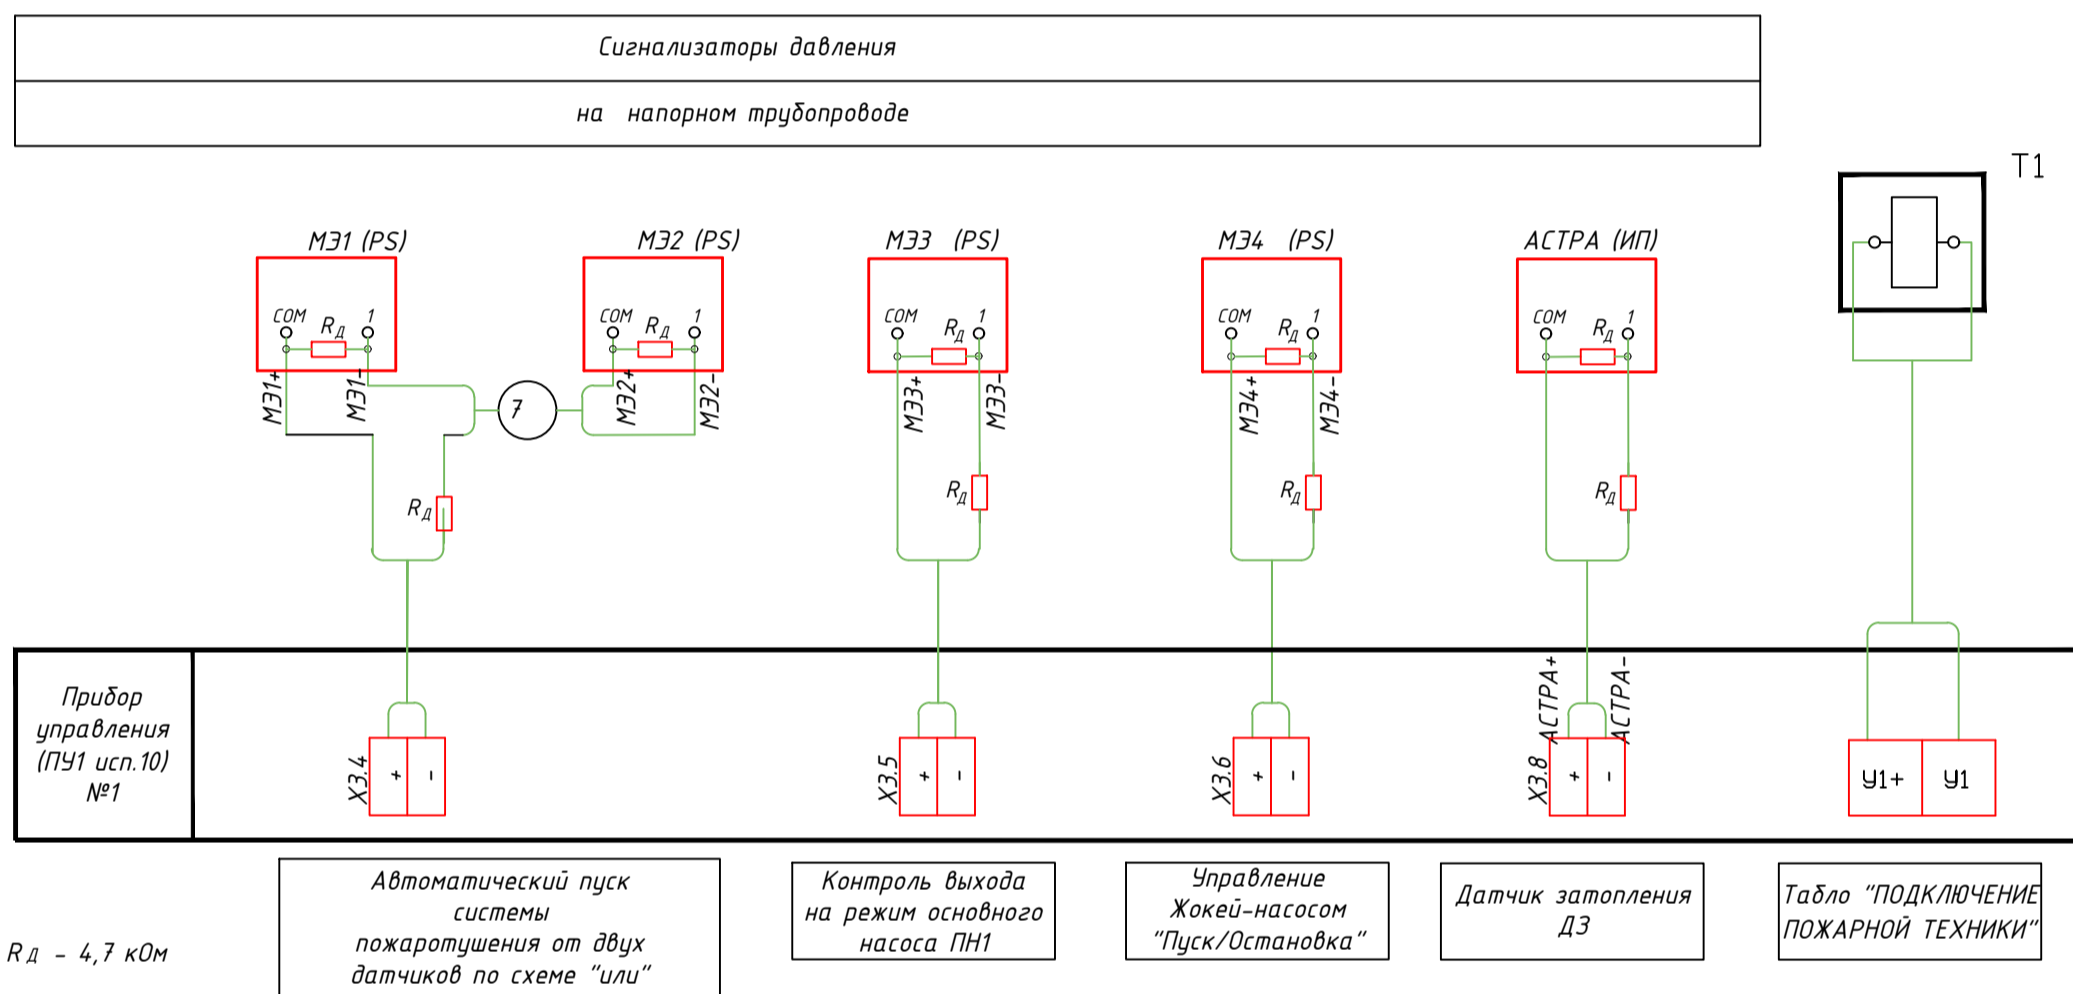 Сигнализаторы давления
на напорном трубопроводе
Т1
МЭ1 (PS)
МЭ2 (PS)
МЭ3 (PS)
МЭ4 (PS)
АСТРА (ИП)
COM RД 1
COM RД 1
COM RД 1
COM RД 1
COM RД 1
МЭ1+
МЭ1-
7
МЭ2+
МЭ2-
МЭ3+
МЭ3-
МЭ4+
МЭ4-
RД
RД
RД
RД
Прибор
управления
(ПУ1 исп.10)
№1
X3.4
+ -
X3.5
+ -
X3.6
+ -
АСТРА+
АСТРА-
X3.8
+ -
У1+ У1
Автоматический пуск
системы
пожаротушения от двух
датчиков по схеме "или"
Контроль выхода
на режим основного
насоса ПН1
Управление
Жокей-насосом
"Пуск/Остановка"
Датчик затопления
ДЗ
Табло "ПОДКЛЮЧЕНИЕ
ПОЖАРНОЙ ТЕХНИКИ"
RД - 4,7 кОм